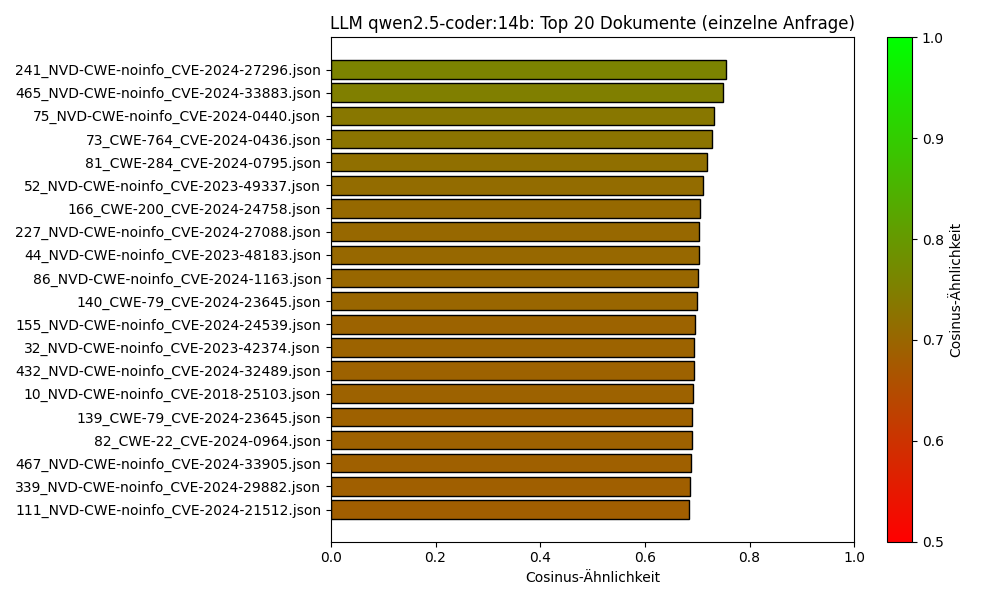 LLM qwen2.5-coder:14b: Top 20 Dokumente (einzelne Anfrage)
241_NVD-CWE-noinfo_CVE-2024-27296.json
465_NVD-CWE-noinfo_CVE-2024-33883.json
75_NVD-CWE-noinfo_CVE-2024-0440.json
73_CWE-764_CVE-2024-0436.json
81_CWE-284_CVE-2024-0795.json
52_NVD-CWE-noinfo_CVE-2023-49337.json
166_CWE-200_CVE-2024-24758.json
227_NVD-CWE-noinfo_CVE-2024-27088.json
44_NVD-CWE-noinfo_CVE-2023-48183.json
86_NVD-CWE-noinfo_CVE-2024-1163.json
140_CWE-79_CVE-2024-23645.json
155_NVD-CWE-noinfo_CVE-2024-24539.json
32_NVD-CWE-noinfo_CVE-2023-42374.json
432_NVD-CWE-noinfo_CVE-2024-32489.json
10_NVD-CWE-noinfo_CVE-2018-25103.json
139_CWE-79_CVE-2024-23645.json
82_CWE-22_CVE-2024-0964.json
467_NVD-CWE-noinfo_CVE-2024-33905.json
339_NVD-CWE-noinfo_CVE-2024-29882.json
111_NVD-CWE-noinfo_CVE-2024-21512.json
0.0 0.2 0.4 0.6 0.8 1.0
Cosinus-Ähnlichkeit
1.0
0.9
0.8
0.7
0.6
0.5
Cosinus-Ähnlichkeit